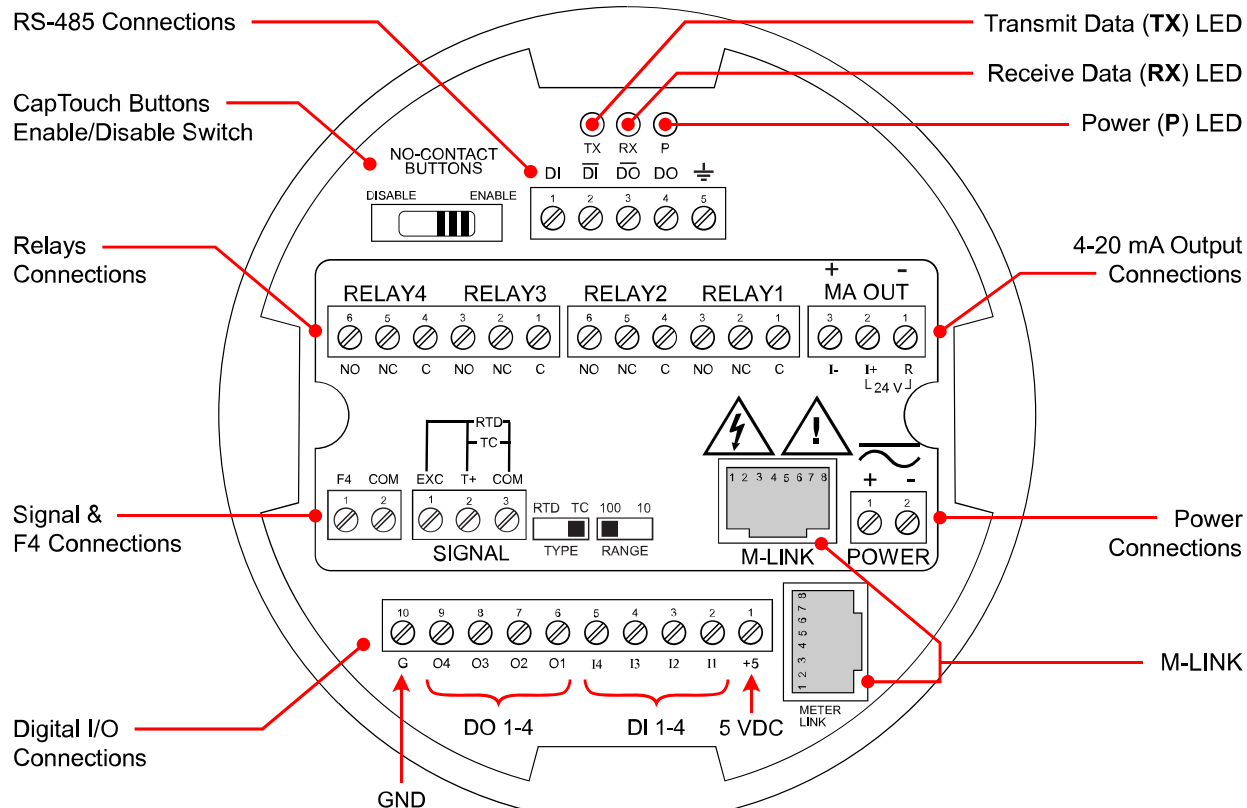 RS-485 Connections
Transmit Data (TX) LED
Receive Data (RX) LED
Power (P) LED
CapTouch Buttons
Enable/Disable Switch
TX RX P
NO-CONTACT
BUTTONS
DISABLE ENABLE
DI DI DO DO
1 2 3 4 5
Relays
Connections
4-20 mA Output
Connections
+ -
RELAY4 RELAY3 RELAY2 RELAY1 MA OUT
6 5 4 3 2 1 6 5 4 3 2 1 3 2 1
NO NC C NO NC C NO NC C NO NC C I- I+ R
24 V
RTD
TC
F4 COM EXC T+ COM
1 2 1 2 3
SIGNAL
RTD TC 100 10
TYPE RANGE
!
1 2 3 4 5 6 7 8
M-LINK
+ -
1 2
POWER
Signal &
F4 Connections
Power
Connections
10 9 8 7 6 5 4 3 2 1
G O4 O3 O2 O1 I4 I3 I2 I1 +5
1 2 3 4 5 6 7 8
METER
LINK
M-LINK
DO 1-4 DI 1-4 5 VDC
Digital I/O
Connections
GND